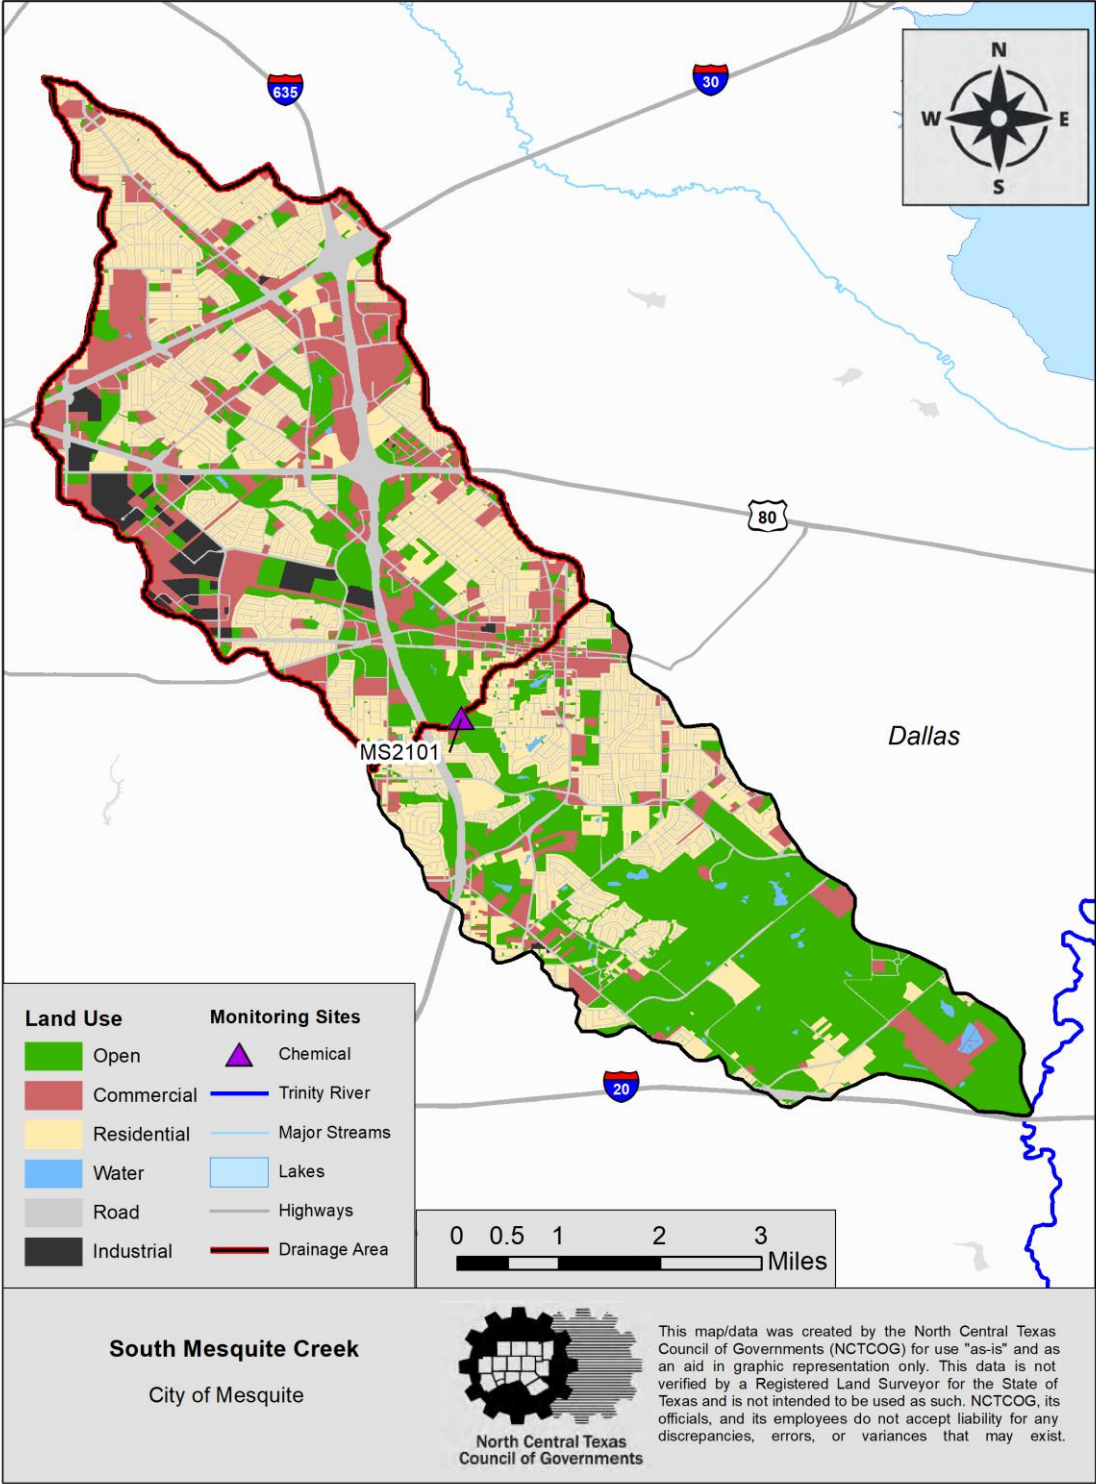 N
W E
S
635
30
80
Dallas
MS2101
20
Land Use
Open
Commercial
Residential
Water
Road
Industrial
Monitoring Sites
Chemical
Trinity River
Major Streams
Lakes
Highways
Drainage Area
0 0.5 1 2 3
Miles
South Mesquite Creek
City of Mesquite
North Central Texas
Council of Governments
This map/data was created by the North Central Texas
Council of Governments (NCTCOG) for use "as-is" and as
an aid in graphic representation only. This data is not
verified by a Registered Land Surveyor for the State of
Texas and is not intended to be used as such. NCTCOG, its
officials, and its employees do not accept liability for any
discrepancies, errors, or variances that may exist.